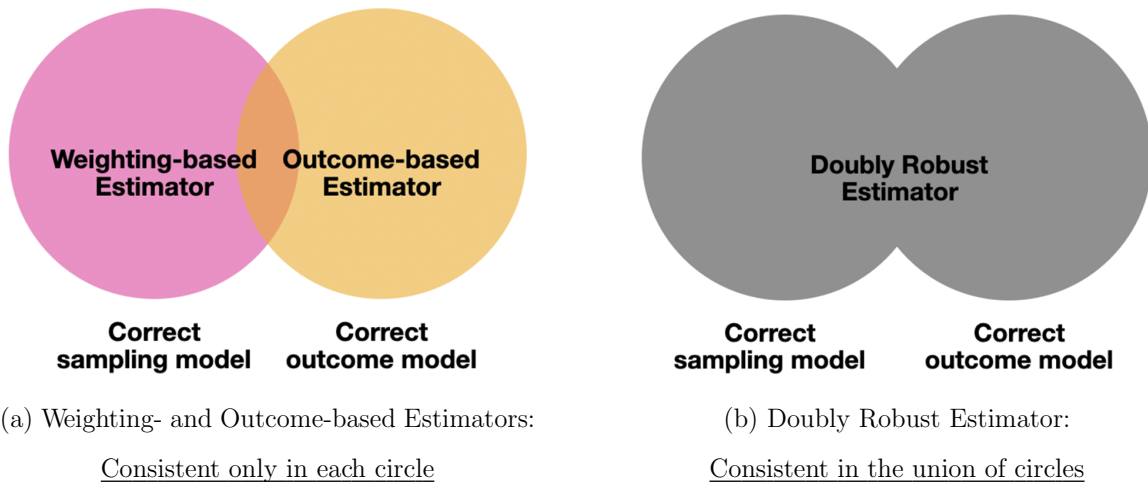 Weighting-based
Estimator
Outcome-based
Estimator
Correct
sampling model
Correct
outcome model
(a) Weighting- and Outcome-based Estimators:
Consistent only in each circle
Doubly Robust
Estimator
Correct
sampling model
Correct
outcome model
(b) Doubly Robust Estimator:
Consistent in the union of circles